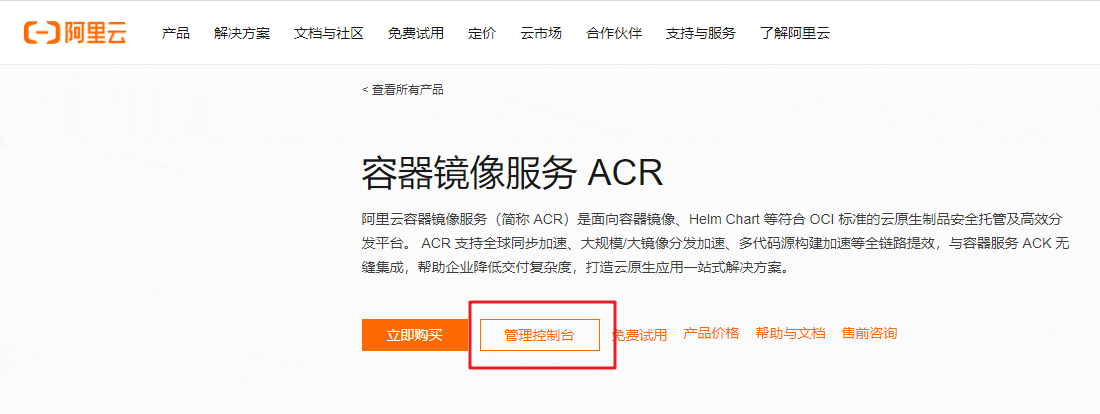 阿里云 产品 解决方案 文档与社区 免费试用 定价 云市场 合作伙伴 支持与服务 了解阿里云
< 查看所有产品
容器镜像服务 ACR
阿里云容器镜像服务（简称 ACR）是面向容器镜像、Helm Chart 等符合 OCI 标准的云原生制品安全托管及高效分
发平台。 ACR 支持全球同步加速、大规模/大镜像分发加速、多代码源构建加速等全链路提效，与容器服务 ACK 无
缝集成，帮助企业降低交付复杂度，打造云原生应用一站式解决方案。
立即购买 管理控制台 免费试用 产品价格 帮助与文档 售前咨询